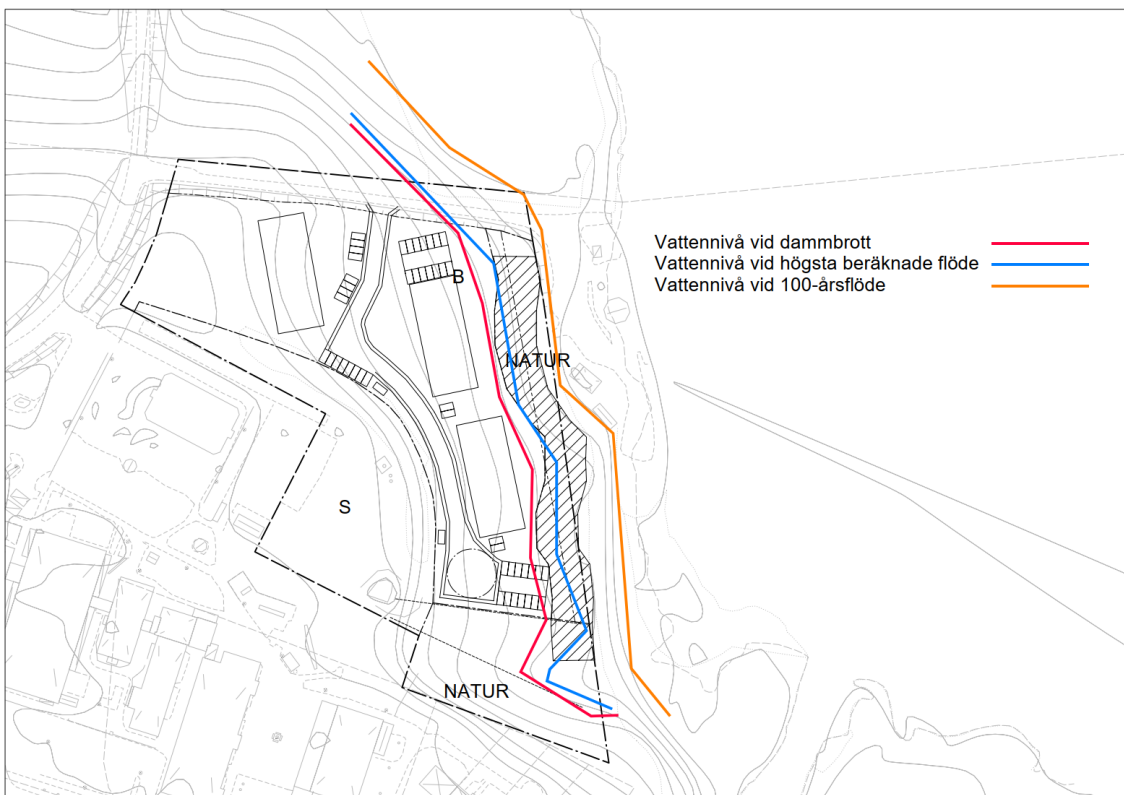 Vattennivå vid dammbrott
Vattennivå vid högsta beräknade flöde
Vattennivå vid 100-årsflöde
B
NATUR
S
NATUR